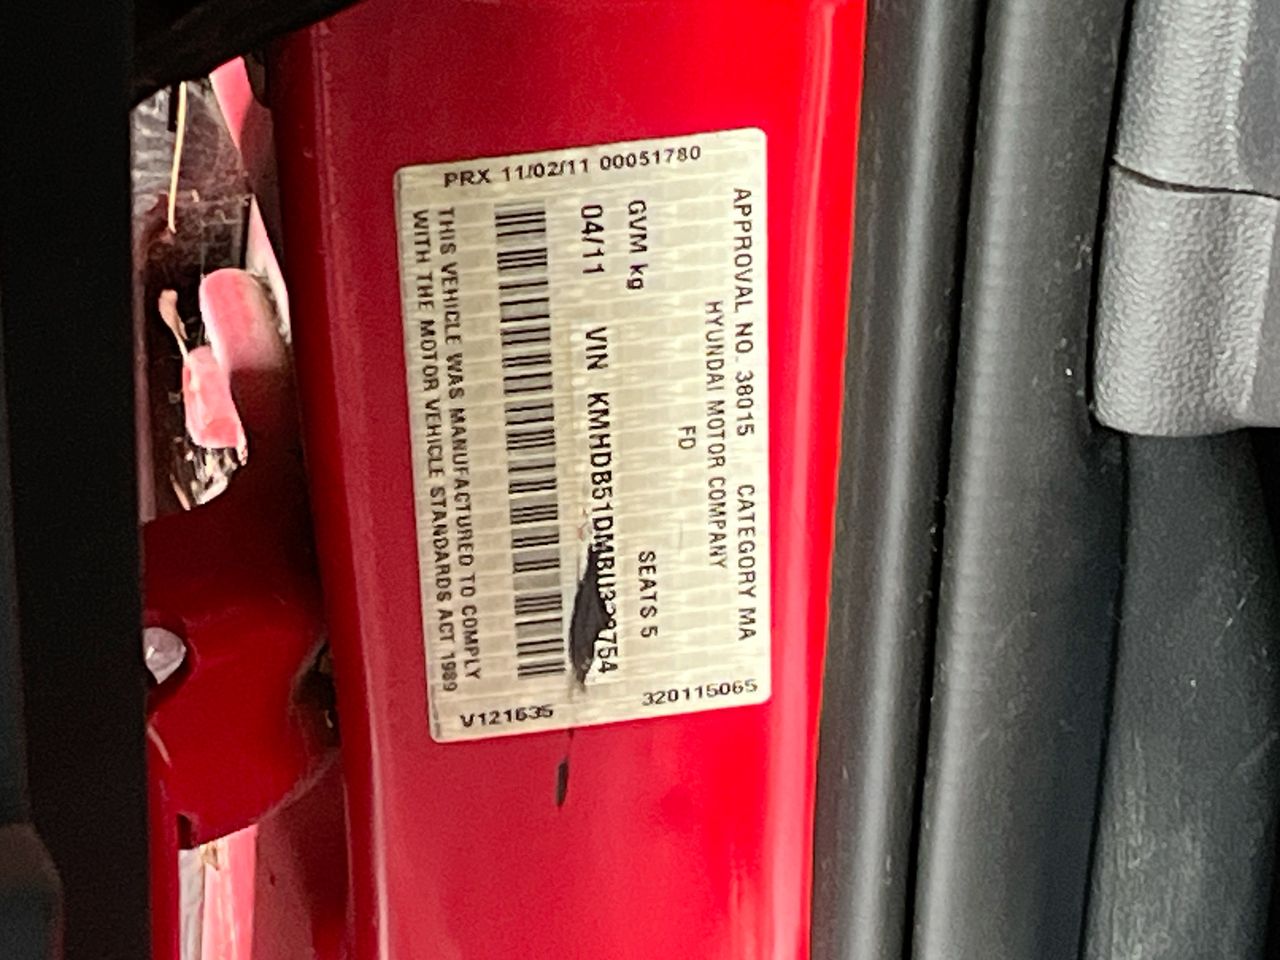 APPROVAL NO. 38015 CATEGORY MA
HYUNDAI MOTOR COMPANY
FD
GVM kg SEATS 5
04/11 VIN
THIS VEHICLE WAS MANUFACTURED TO COMPLY
WITH THE MOTOR VEHICLE STANDARDS ACT 1989
PRX 11/02/11 00051780
320115065
V121635